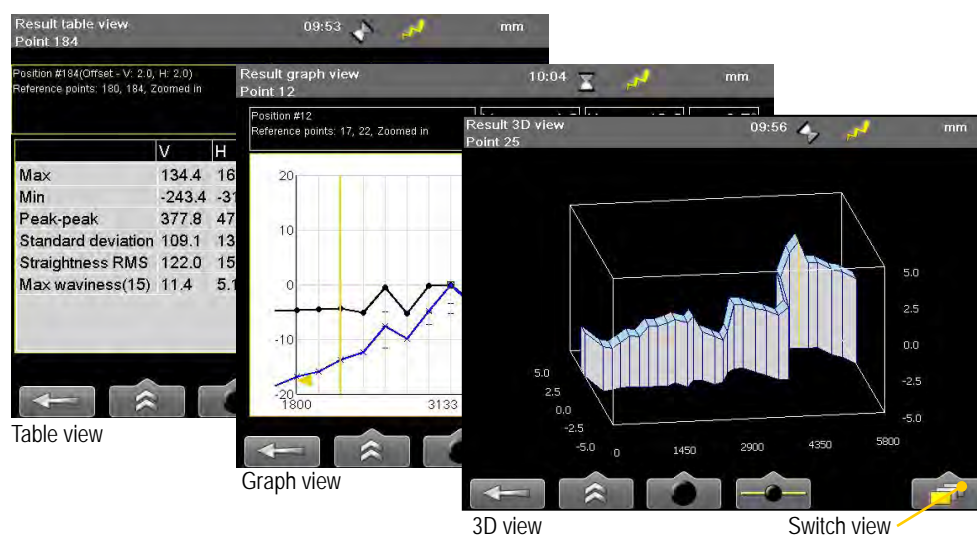 Result table view 09:53 mm
Point 184
Position #184(Offset - V: 2.0, H: 2.0)
Reference points: 180, 184, Zoomed in
V H
Max 134.4
Min -243.4
Peak-peak 377.8
Standard deviation 109.1
Straightness RMS 122.0
Max waviness(15) 11.4
Table view
Result graph view 10:04 mm
Point 12
Position #12
Reference points: 17, 22, Zoomed in
20
10
0
-10
-20
1800 3133
Graph view
Result 3D view 09:56 mm
Point 25
5.0
2.5
0.0
-2.5
-5.0
5.0
2.5
0.0
-2.5
-5.0
0 1450 2900 4350 5800
3D view
Switch view